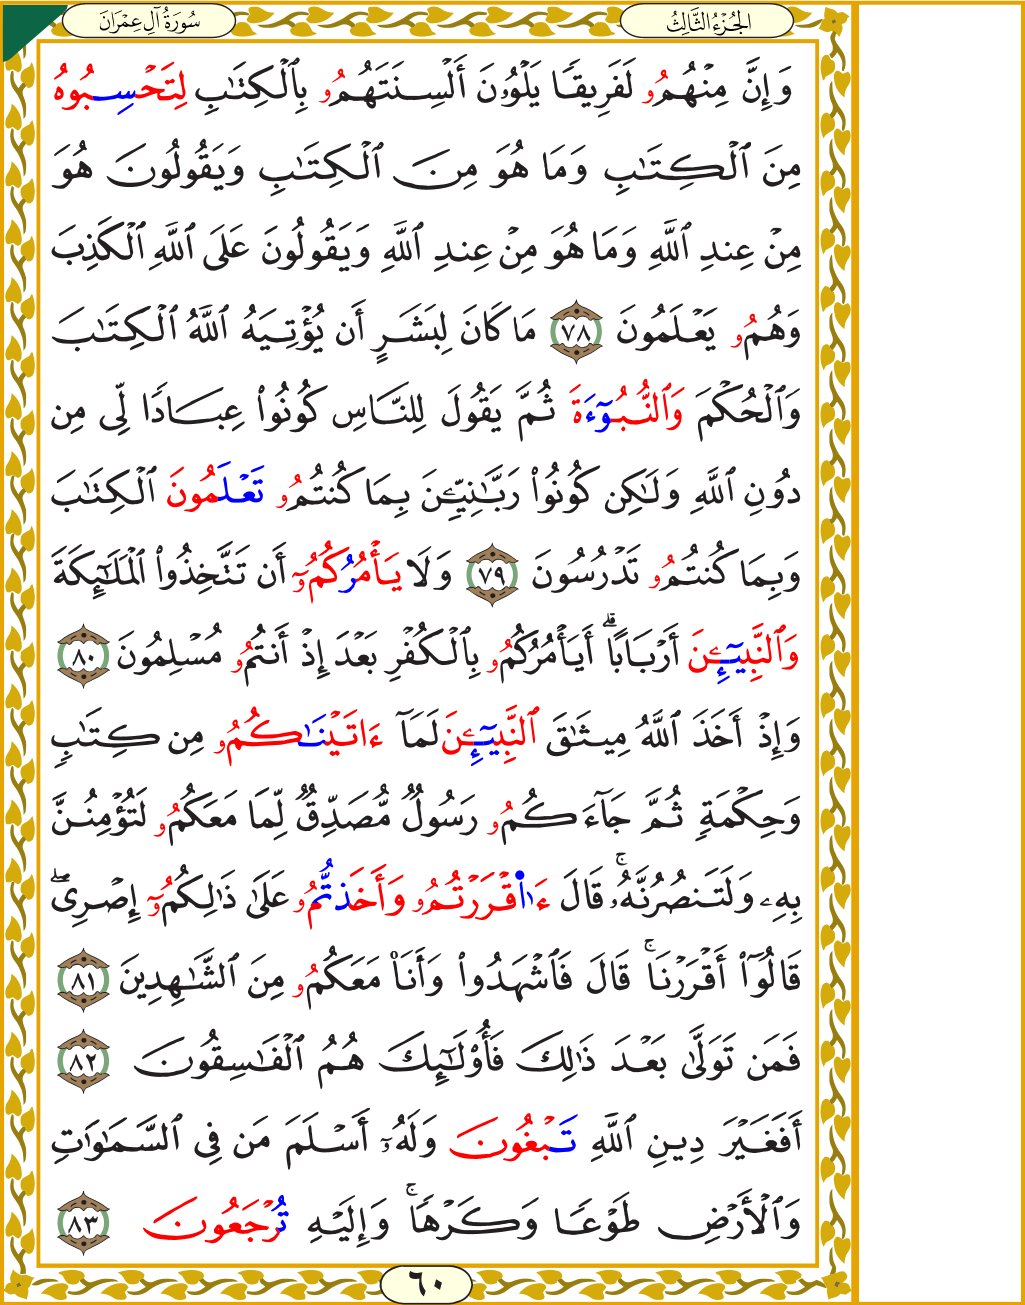 سُورَةُ آلِ عِمْرَان
الجُزْءُ الثَّالِثُ
وَإِنَّ مِنْهُمُۥ لَفَرِيقٗا يَلْوُۥنَ أَلْسِنَتَهُمُۥ بِٱلْكِتَٰبِ لِتَحْسِبُوهُ
مِنَ ٱلْكِتَٰبِ وَمَا هُوَ مِنَ ٱلْكِتَٰبِ وَيَقُولُونَ هُوَ
مِنْ عِندِ ٱللَّهِ وَمَا هُوَ مِنْ عِندِ ٱللَّهِ وَيَقُولُونَ عَلَى ٱللَّهِ ٱلْكَذِبَ
وَهُمُۥ يَعْلَمُونَ ٧٨ مَا كَانَ لِبَشَرٍ أَن يُؤْتِيَهُ ٱللَّهُ ٱلْكِتَٰبَ
وَٱلْحُكْمَ وَٱلنُّبُوٓءَةَ ثُمَّ يَقُولَ لِلنَّاسِ كُونُوا۟ عِبَادٗا لِّي مِن
دُونِ ٱللَّهِ وَلَٰكِن كُونُوا۟ رَبَّٰنِيِّـۧنَ بِمَا كُنتُمُۥ تَعْلَمُونَ ٱلْكِتَٰبَ
وَبِمَا كُنتُمُۥ تَدْرُسُونَ ٧٩ وَلَا يَأْمُرُكُمُۥٓ أَن تَتَّخِذُوا۟ ٱلْمَلَٰٓئِكَةَ
وَٱلنَّبِيٓـِٕۧنَ أَرْبَابًاۗ أَيَأْمُرُكُمُۥ بِٱلْكُفْرِ بَعْدَ إِذْ أَنتُمُۥ مُسْلِمُونَ ٨٠
وَإِذْ أَخَذَ ٱللَّهُ مِيثَٰقَ ٱلنَّبِيٓـِٕۧنَ لَمَآ ءَاتَيْنَٰكُمُۥ مِن كِتَٰبٖ
وَحِكْمَةٖ ثُمَّ جَآءَكُمُۥ رَسُولٞ مُّصَدِّقٞ لِّمَا مَعَكُمُۥ لَتُؤْمِنُنَّ
بِهِۦ وَلَتَنصُرُنَّهُۥۚ قَالَ ءَا۬قْرَرْتُمُۥ وَأَخَذتُّمُۥ عَلَىٰ ذَٰلِكُمُۥٓ إِصْرِيۖ
قَالُوٓا۟ أَقْرَرْنَاۚ قَالَ فَٱشْهَدُوا۟ وَأَنَا۠ مَعَكُمُۥ مِنَ ٱلشَّٰهِدِينَ ٨١
فَمَن تَوَلَّىٰ بَعْدَ ذَٰلِكَ فَأُو۟لَٰٓئِكَ هُمُ ٱلْفَٰسِقُونَ ٨٢
أَفَغَيْرَ دِينِ ٱللَّهِ تَبْغُونَ وَلَهُۥٓ أَسْلَمَ مَن فِي ٱلسَّمَٰوَٰتِ
وَٱلْأَرْضِ طَوْعٗا وَكَرْهٗاۚ وَإِلَيْهِ تُرْجَعُونَ ٨٣
٦٠